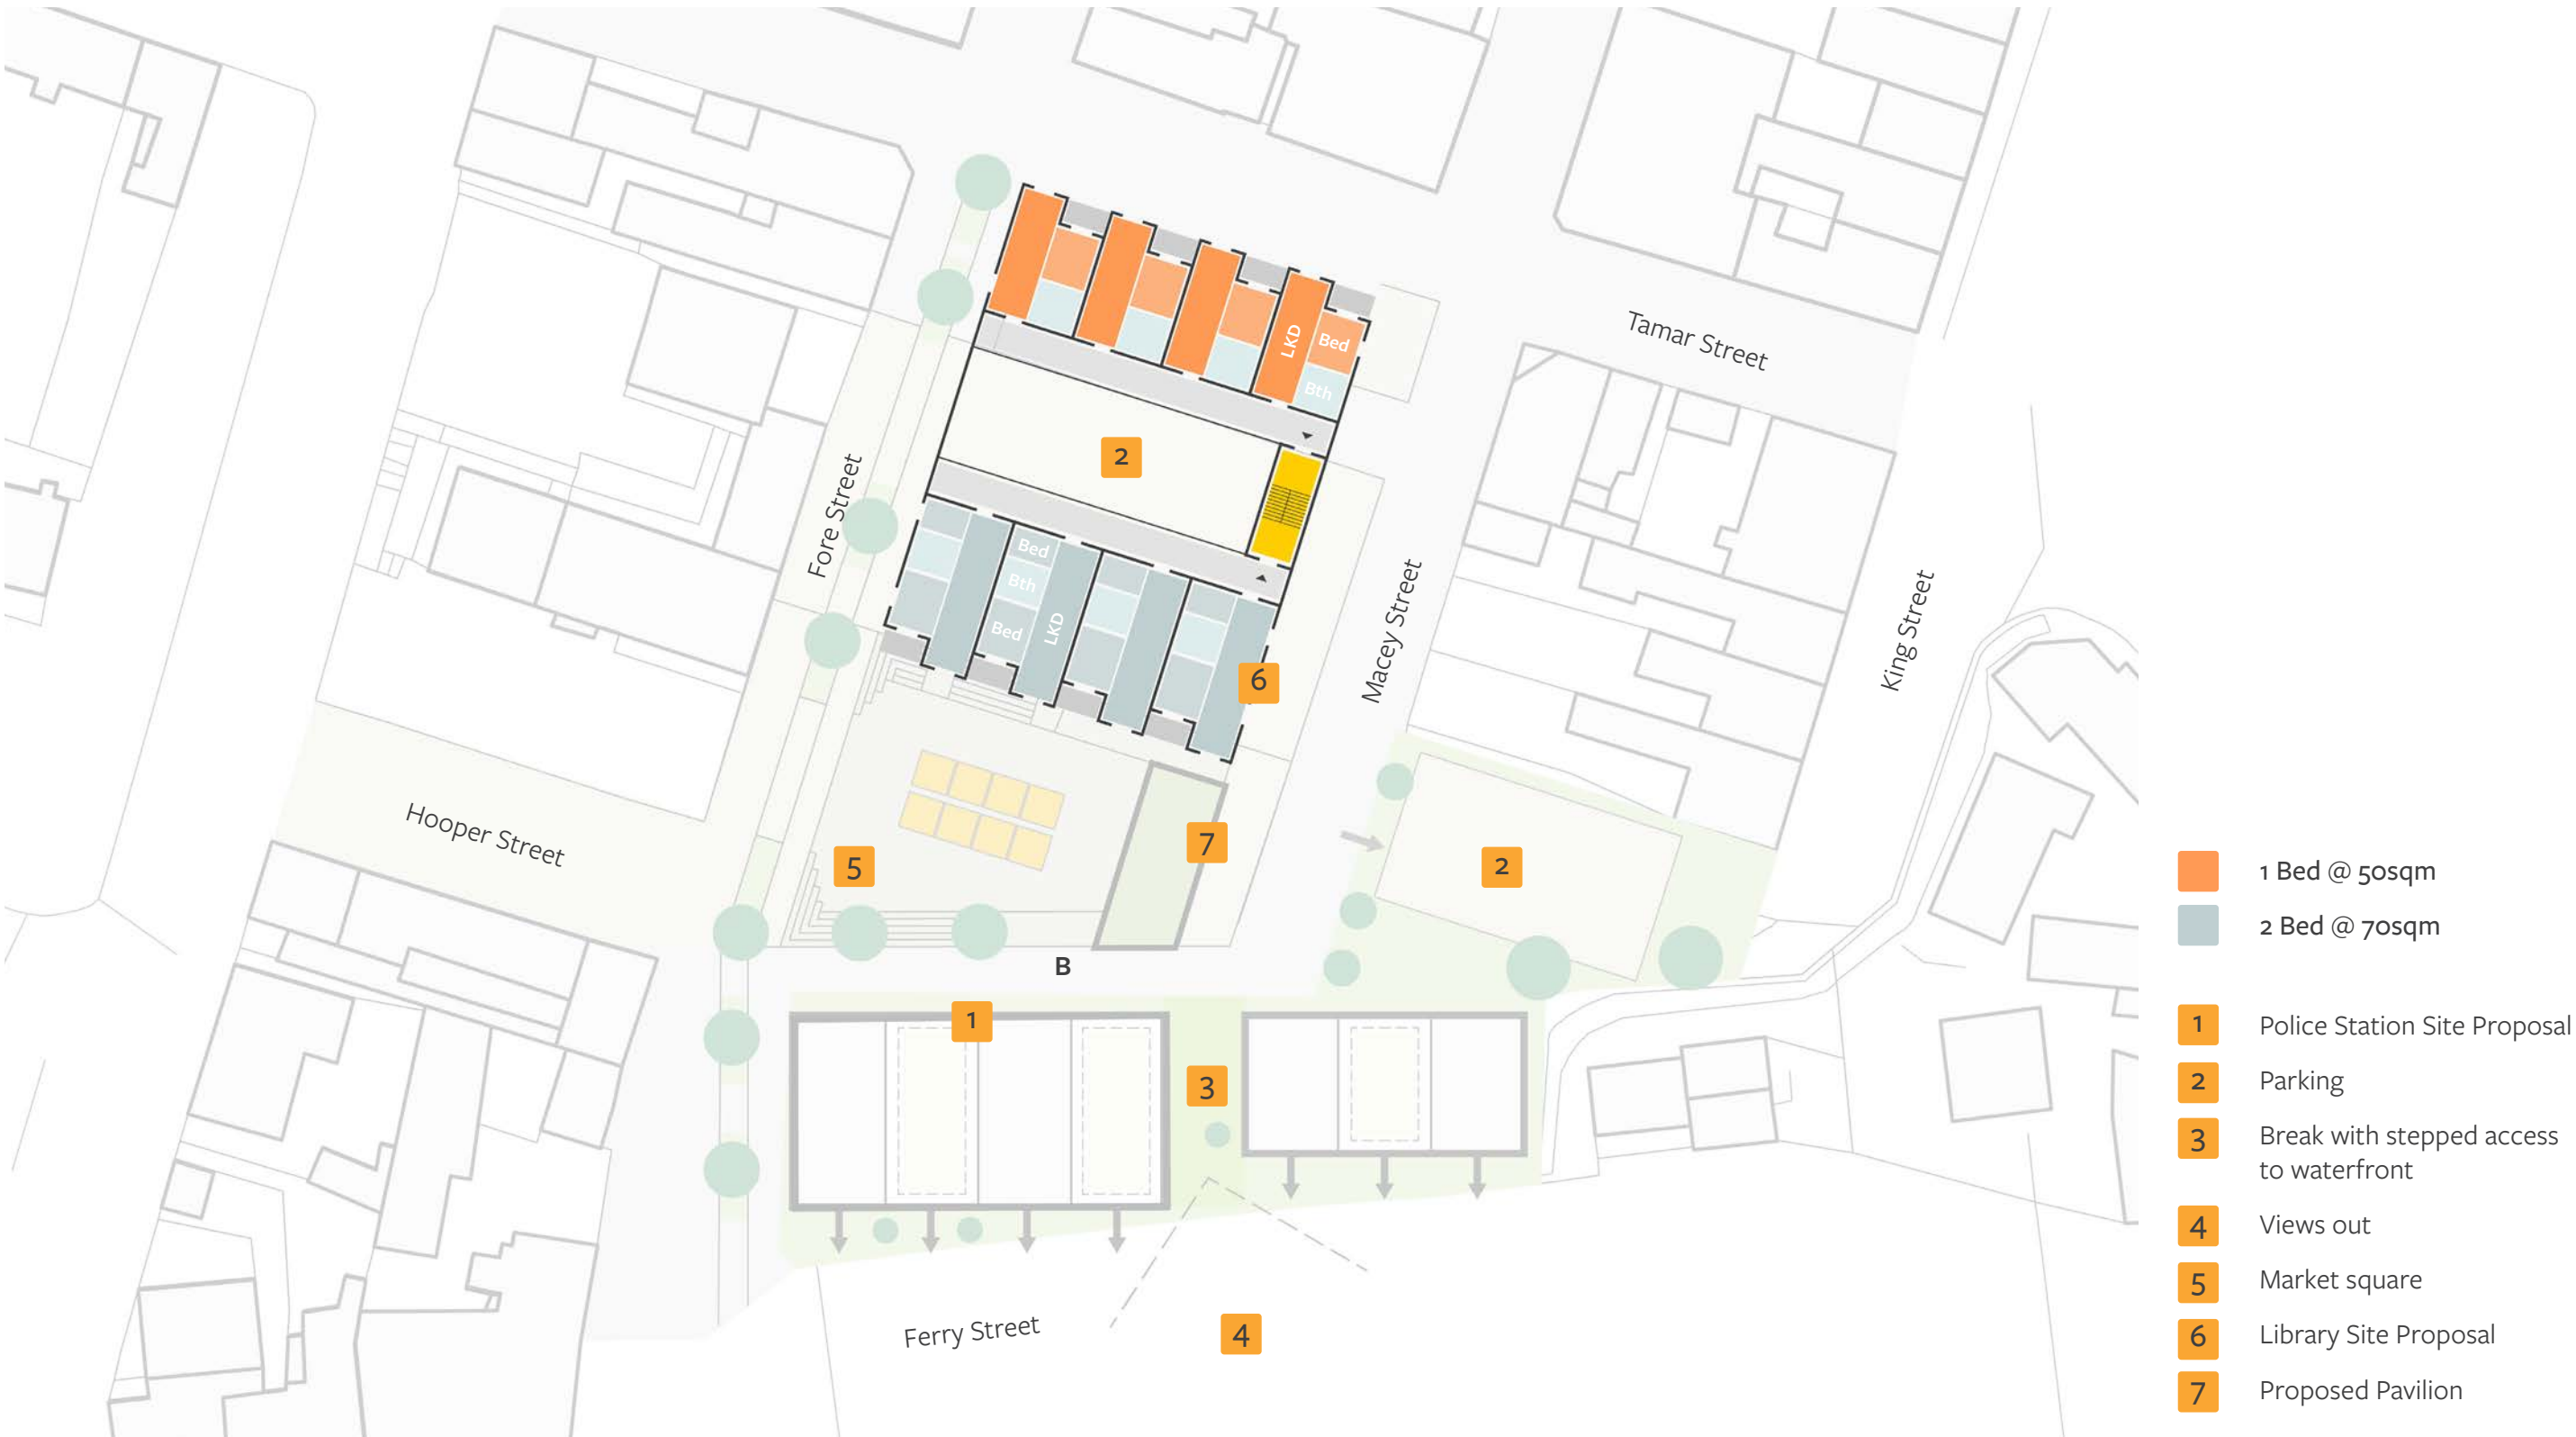 Tamar Street
LKD
Bed
Bth
2
Fore Street
Bed
Bth
Bed
LKD
6
Macey Street
King Street
Hooper Street
5
7
2
B
1
3
Ferry Street
4
1 Bed @ 50sqm
2 Bed @ 70sqm
1 Police Station Site Proposal
2 Parking
3 Break with stepped access
to waterfront
4 Views out
5 Market square
6 Library Site Proposal
7 Proposed Pavilion